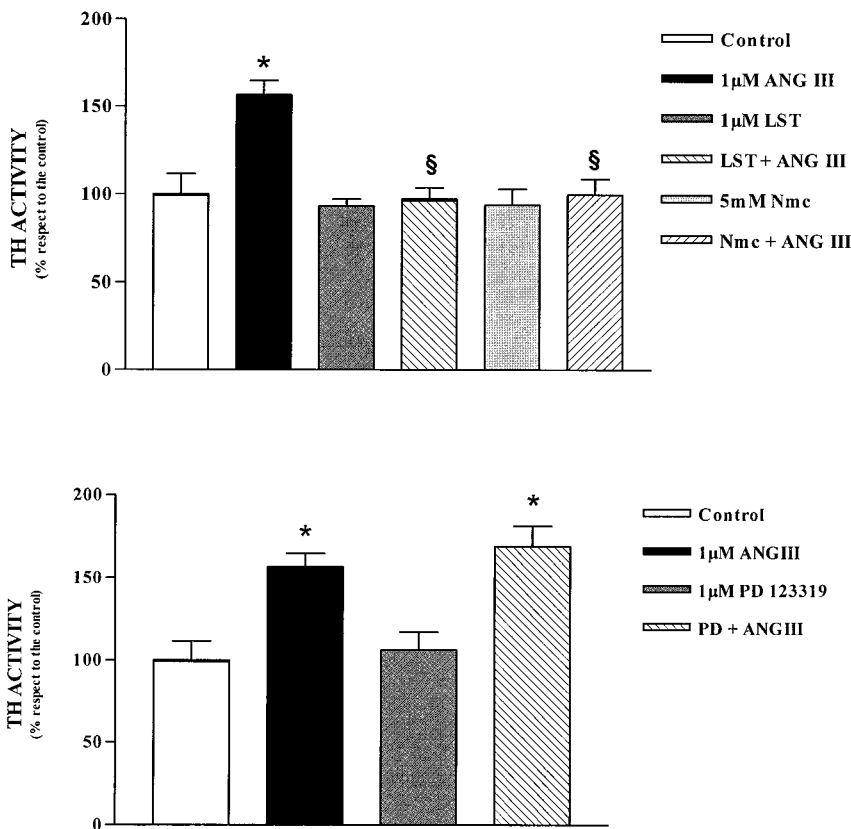 200
150
100
50
0
TH ACTIVITY
(% respect to the control)
*
§
§
Control
1μM ANG III
1μM LST
LST + ANG III
5mM Nmc
Nmc + ANG III
200
150
100
50
0
TH ACTIVITY
(% respect to the control)
*
*
Control
1μM ANGIII
1μM PD 123319
PD + ANGIII